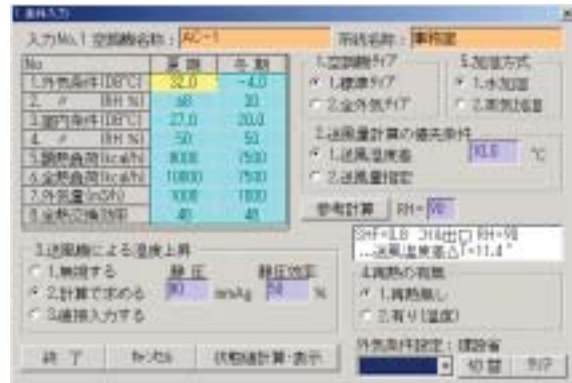 1.条件入力
入力No.1 空調機名称: AC-1 系統名称: 事務室
No 夏期 冬期
1.外気条件(DB℃) 32.0 -4.0
2. 〃 (RH %) 68 30
3.室内条件(DB℃) 27.0 20.0
4. 〃 (RH %) 50 50
5.顕熱負荷(kcal/h) 8000 7500
6.全熱負荷(kcal/h) 10000 7500
7.外気量(m3/h) 1000 1000
8.全熱交換効率
1.空調機タイプ
1.標準タイプ
2.全外気タイプ
5.加湿方式
1.水加湿
2.蒸気加湿
2.送風量計算の優先条件
1.送風温度差 10.0 ℃
2.送風量指定
参考計算 RH= 90
SHF=0.8 コイル出口 RH=90
...送風温度差△T=11.4°
3.送風機による温度上昇
1.無視する
2.計算で求める
3.直接入力する
静圧 静圧効率
mmAq 50 %
4.再熱の有無
1.再熱無し
2.有り(温度)
終了 キャンセル 状態値計算・表示
外気条件設定: 建設省
切替 クリア